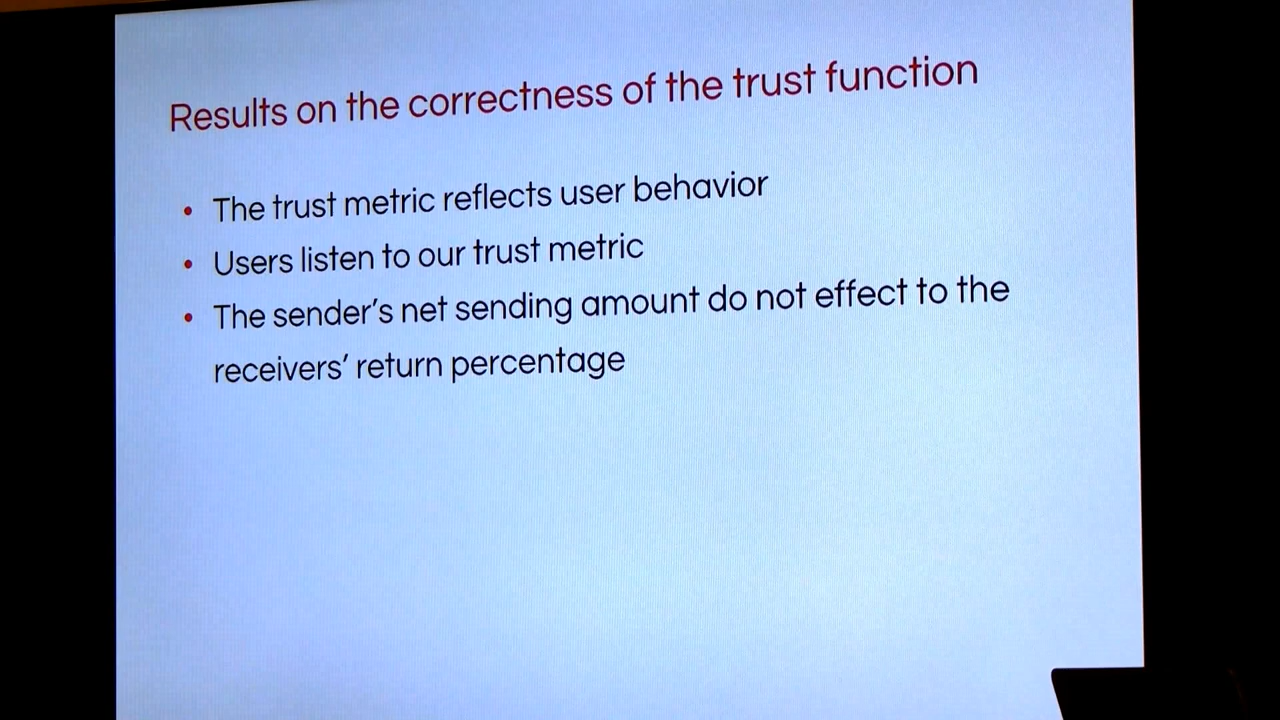 Results on the correctness of the trust function
• The trust metric reflects user behavior
• Users listen to our trust metric
• The sender's net sending amount do not effect to the
receivers' return percentage